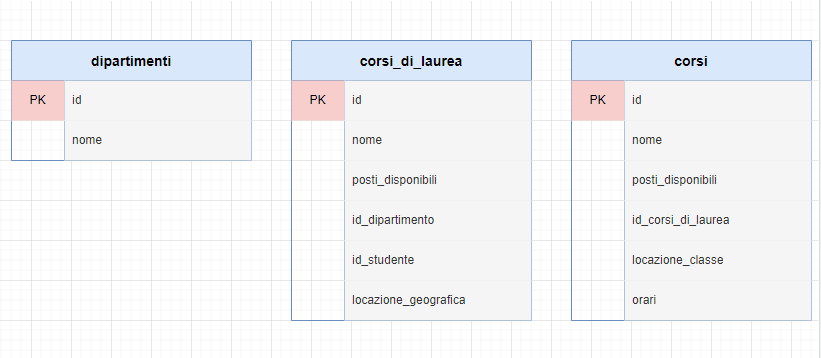 dipartimenti
PK id
nome
corsi_di_laurea
PK id
nome
posti_disponibili
id_dipartimento
id_studente
locazione_geografica
corsi
PK id
nome
posti_disponibili
id_corsi_di_laurea
locazione_classe
orari